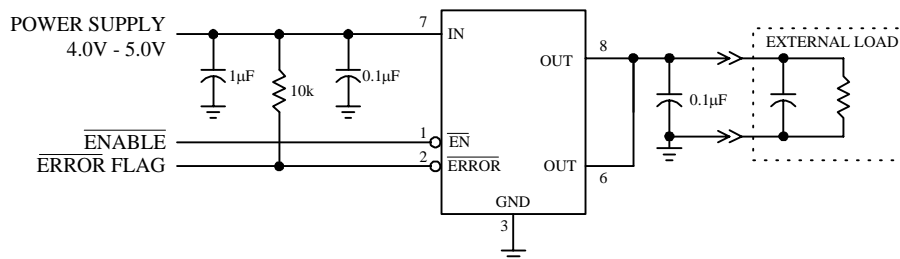 POWER SUPPLY
4.0V - 5.0V
7
IN
1µF
10k
0.1µF
OUT
8
EXTERNAL LOAD
0.1µF
ENABLE
1
EN
ERROR FLAG
2
ERROR
OUT
6
GND
3